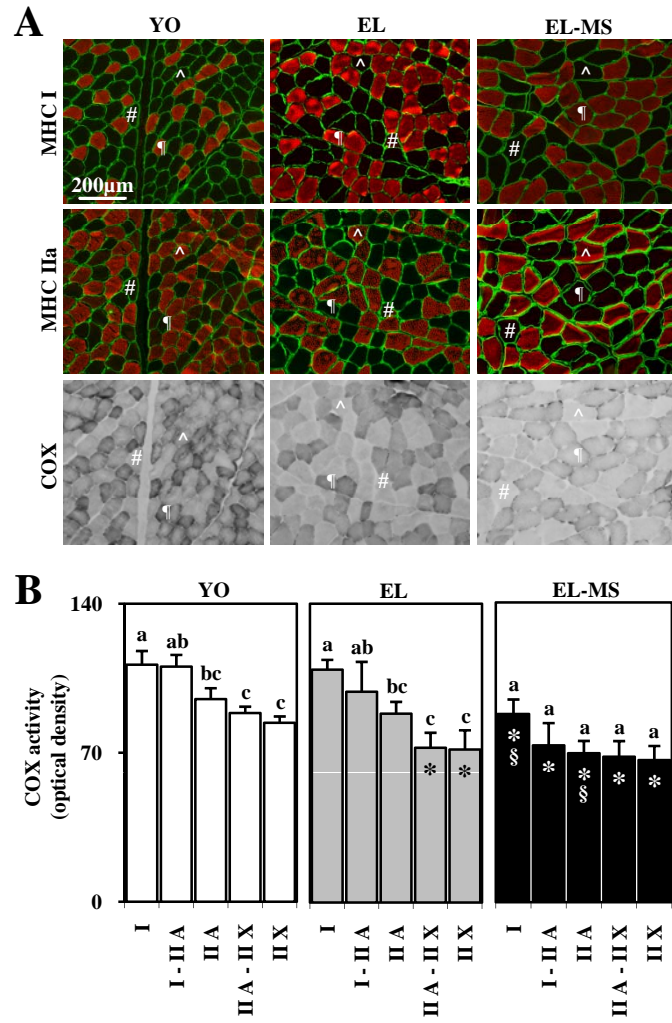 A
YO EL EL-MS
MHC I
^ ^ ^
# ¶ ¶ # ¶ #
200µm
MHC IIa
^ ^ ^
# ¶ ¶ # ¶ #
COX
^ ^ ^
# ¶ ¶ # ¶ #
B
YO EL EL-MS
COX activity
(optical density)
140
70
0
a ab bc c c
a ab bc c c
* *
a a a a a
* * * * *
§ §
I I - II A II A II A - II X II X
I I - II A II A II A - II X II X
I I - II A II A II A - II X II X